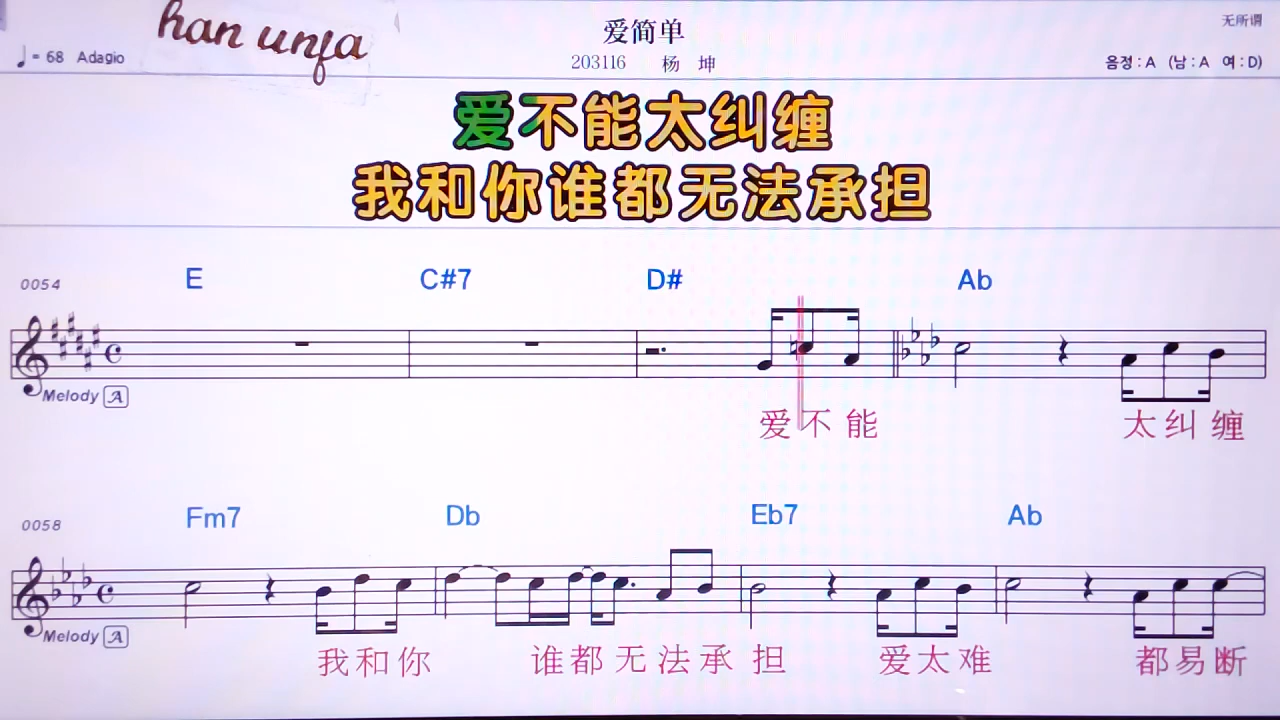 han unfa
爱简单
无所谓
♩= 68 Adagio
203116 杨 坤
음정 : A (남 : A 여 : D)
爱不能太纠缠
我和你谁都无法承担
0054 E C#7 D# Ab
Melody A
爱 不 能 太 纠 缠
0058 Fm7 Db Eb7 Ab
Melody A
我 和 你 谁 都 无 法 承 担 爱 太 难 都 易 断